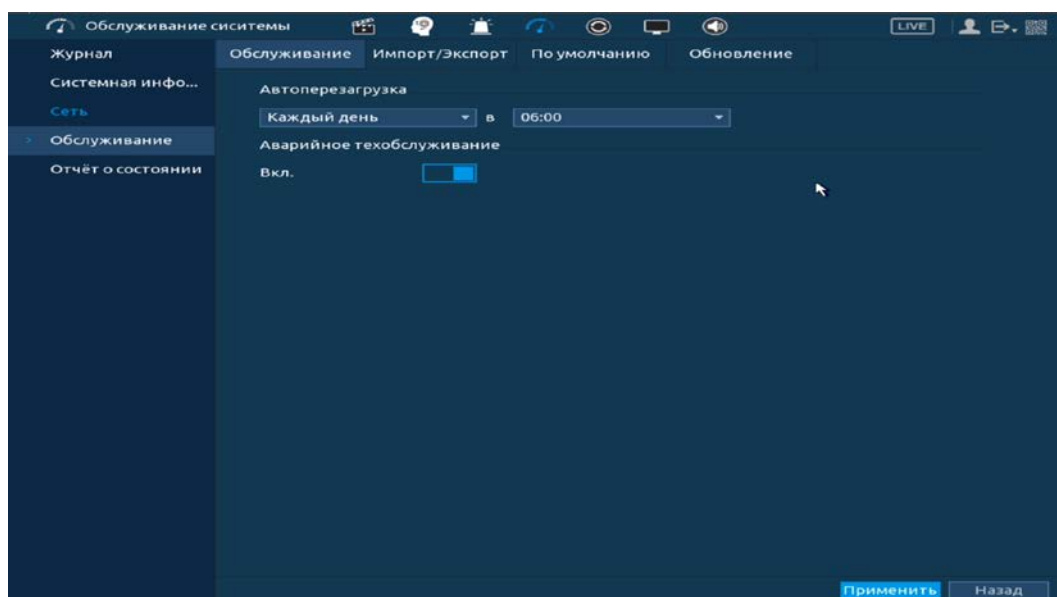 Обслуживание сиситемы
LIVE
Журнал
Системная инфо...
Сеть
Обслуживание
Отчёт о состоянии
Обслуживание Импорт/Экспорт По умолчанию Обновление
Автоперезагрузка
Каждый день в 06:00
Аварийное техобслуживание
Вкл.
Применить Назад